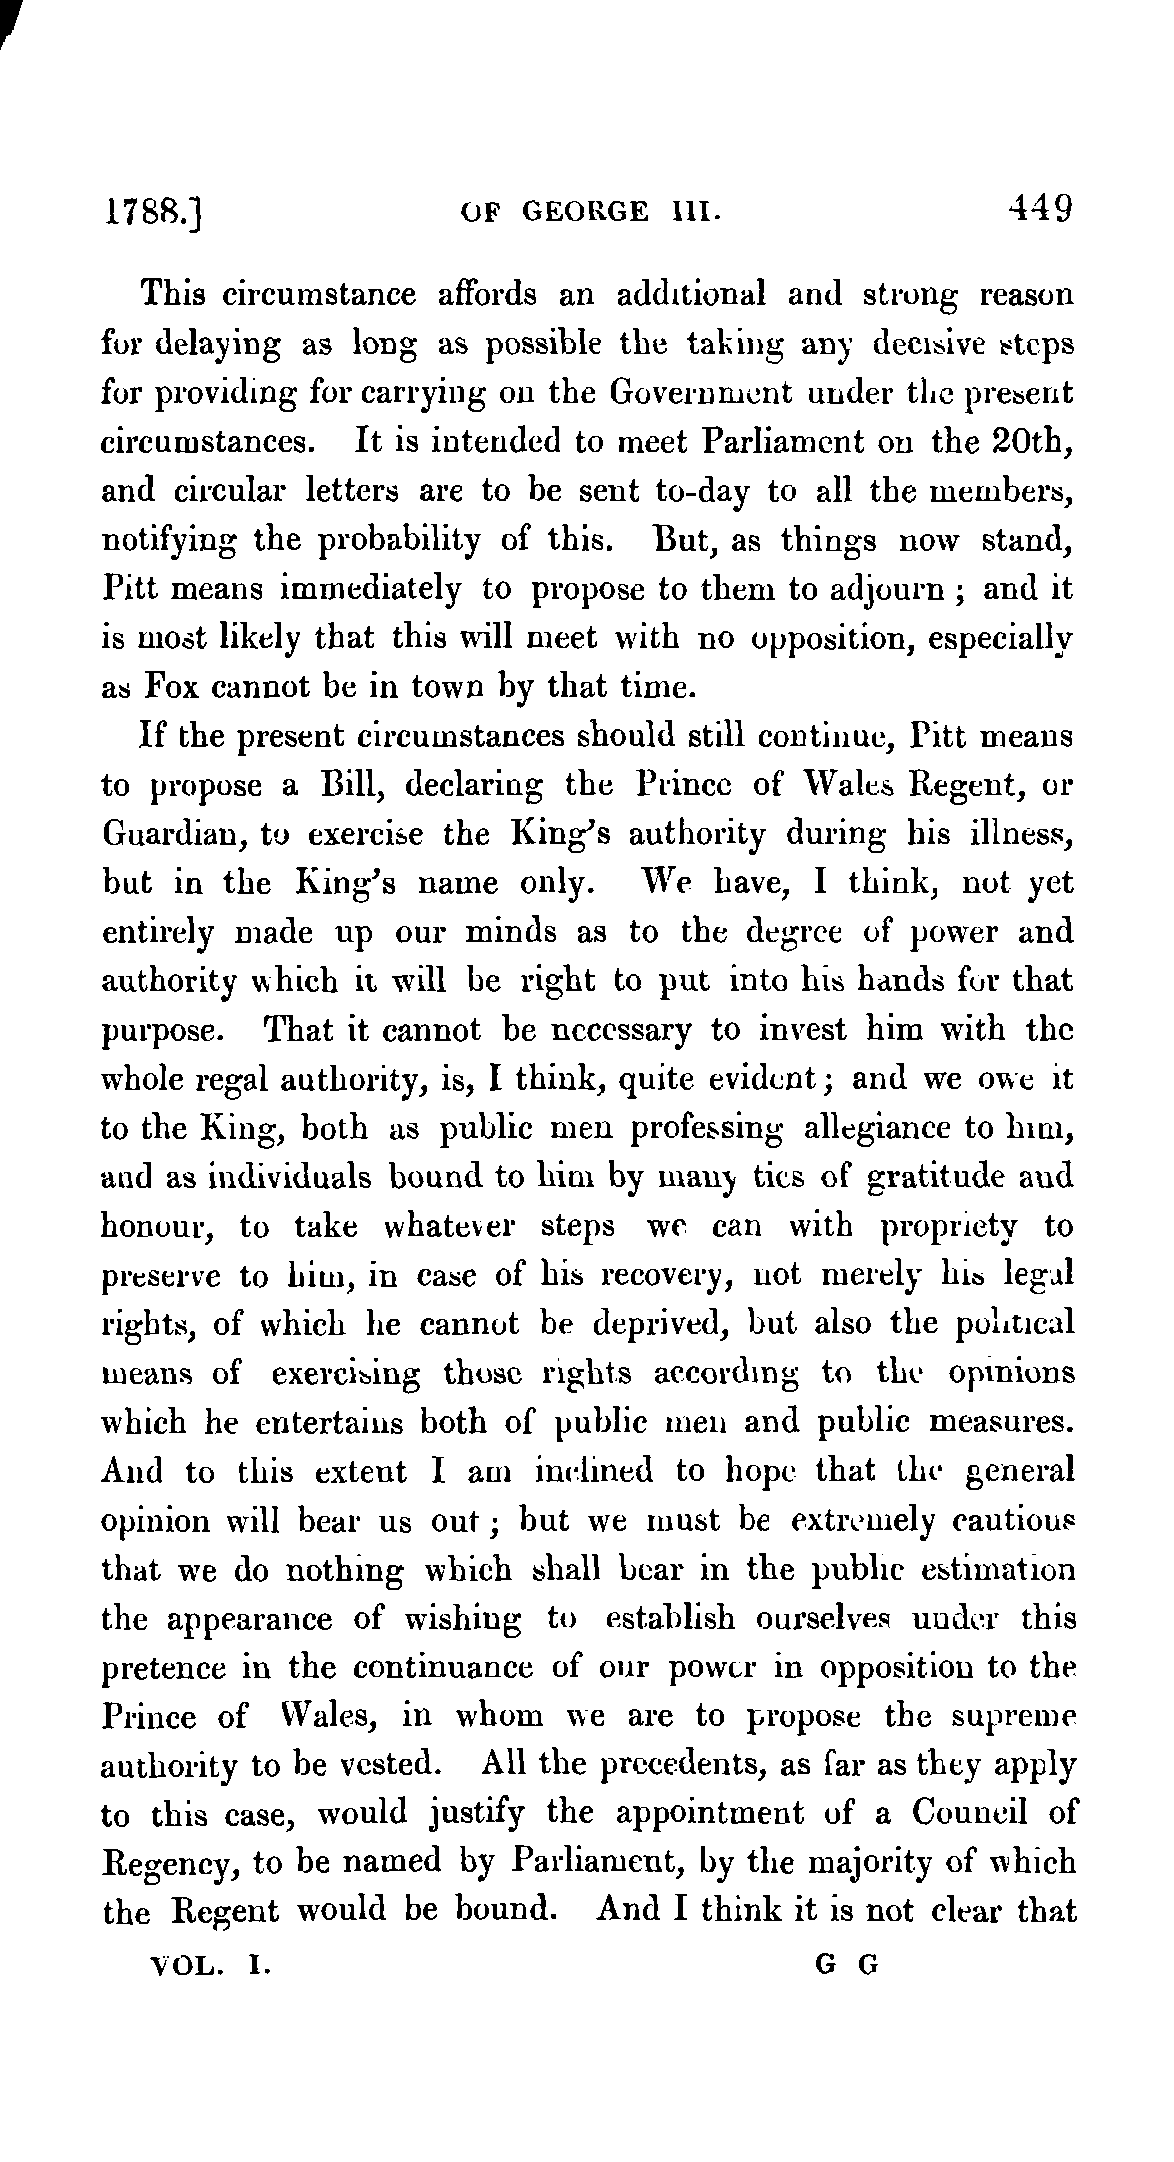 1788.] OF GEORGE III. 449
This circumstance affords an additional and strong reason
for delaying as long as possible the taking any decisive steps
for providing for carrying on the Government under the present
circumstances. It is intended to meet Parliament on the 20th,
and circular letters are to be sent to-day to all the members,
notifying the probability of this. But, as things now stand,
Pitt means immediately to propose to them to adjourn ; and it
is most likely that this will meet with no opposition, especially
as Fox cannot be in town by that time.
If the present circumstances should still continue, Pitt means
to propose a Bill, declaring the Prince of Wales Regent, or
Guardian, to exercise the King's authority during his illness,
but in the King's name only. We have, I think, not yet
entirely made up our minds as to the degree of power and
authority which it will be right to put into his hands for that
purpose. That it cannot be necessary to invest him with the
whole regal authority, is, I think, quite evident ; and we owe it
to the King, both as public men professing allegiance to him,
and as individuals bound to him by many ties of gratitude and
honour, to take whatever steps we can with propriety to
preserve to him, in case of his recovery, not merely his legal
rights, of which he cannot be deprived, but also the political
means of exercising those rights according to the opinions
which he entertains both of public men and public measures.
And to this extent I am inclined to hope that the general
opinion will bear us out ; but we must be extremely cautious
that we do nothing which shall bear in the public estimation
the appearance of wishing to establish ourselves under this
pretence in the continuance of our power in opposition to the
Prince of Wales, in whom we are to propose the supreme
authority to be vested. All the precedents, as far as they apply
to this case, would justify the appointment of a Council of
Regency, to be named by Parliament, by the majority of which
the Regent would be bound. And I think it is not clear that
VOL. I. G G